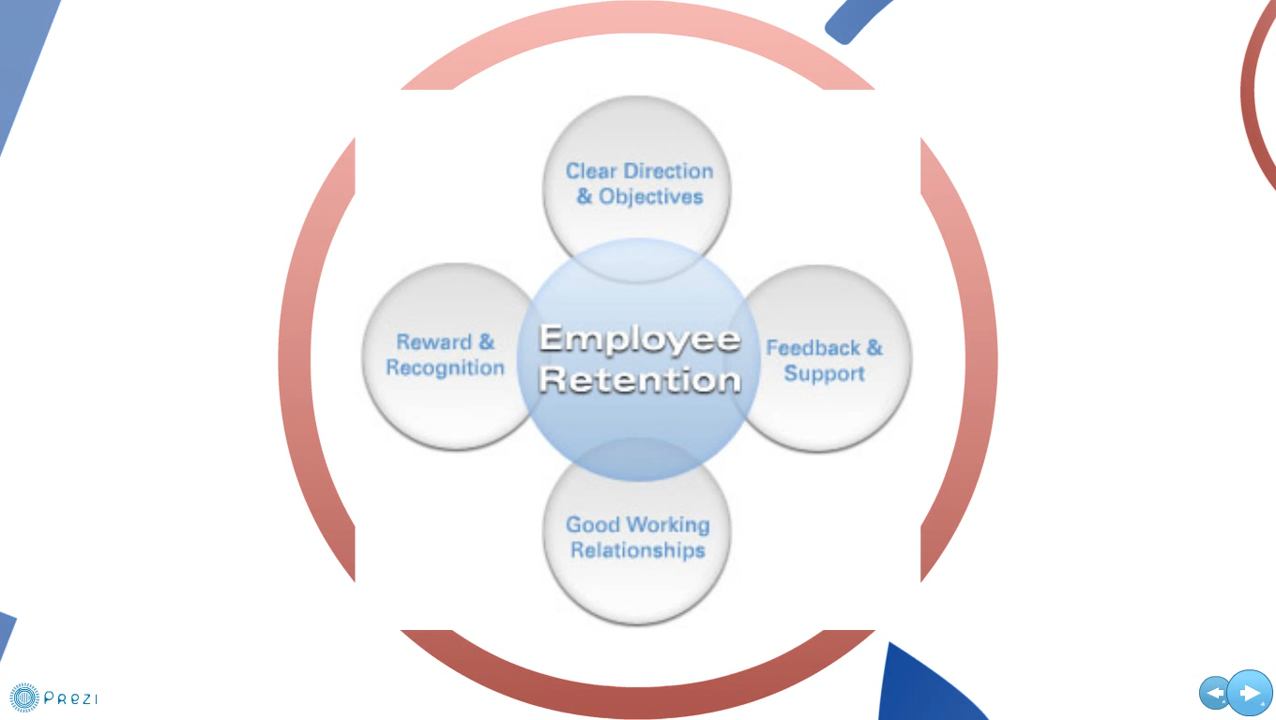 Clear Direction
& Objectives
Reward &
Recognition
Employee
Retention
Feedback &
Support
Good Working
Relationships
Prezi